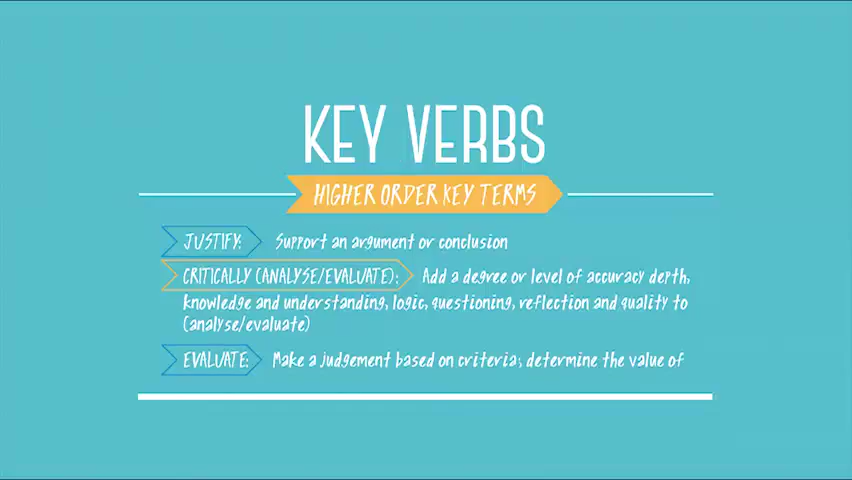 KEY VERBS
HIGHER ORDER KEY TERMS
JUSTIFY: Support an argument or conclusion
CRITICALLY (ANALYSE/EVALUATE): Add a degree or level of accuracy depth,
knowledge and understanding, logic, questioning, reflection and quality to
(analyse/evaluate)
EVALUATE: Make a judgement based on criteria; determine the value of